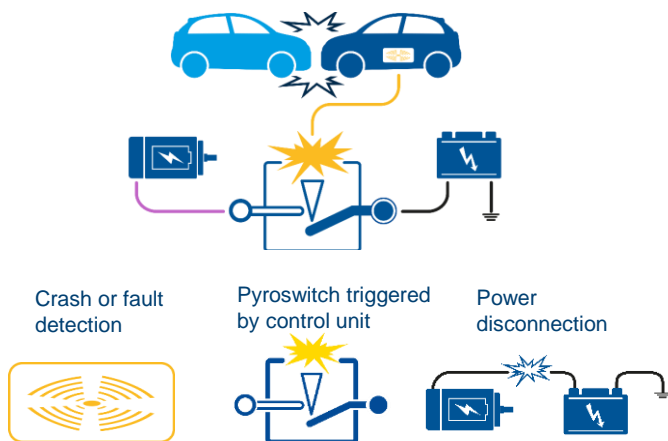 Crash or fault
detection
Pyroswitch triggered
by control unit
Power
disconnection